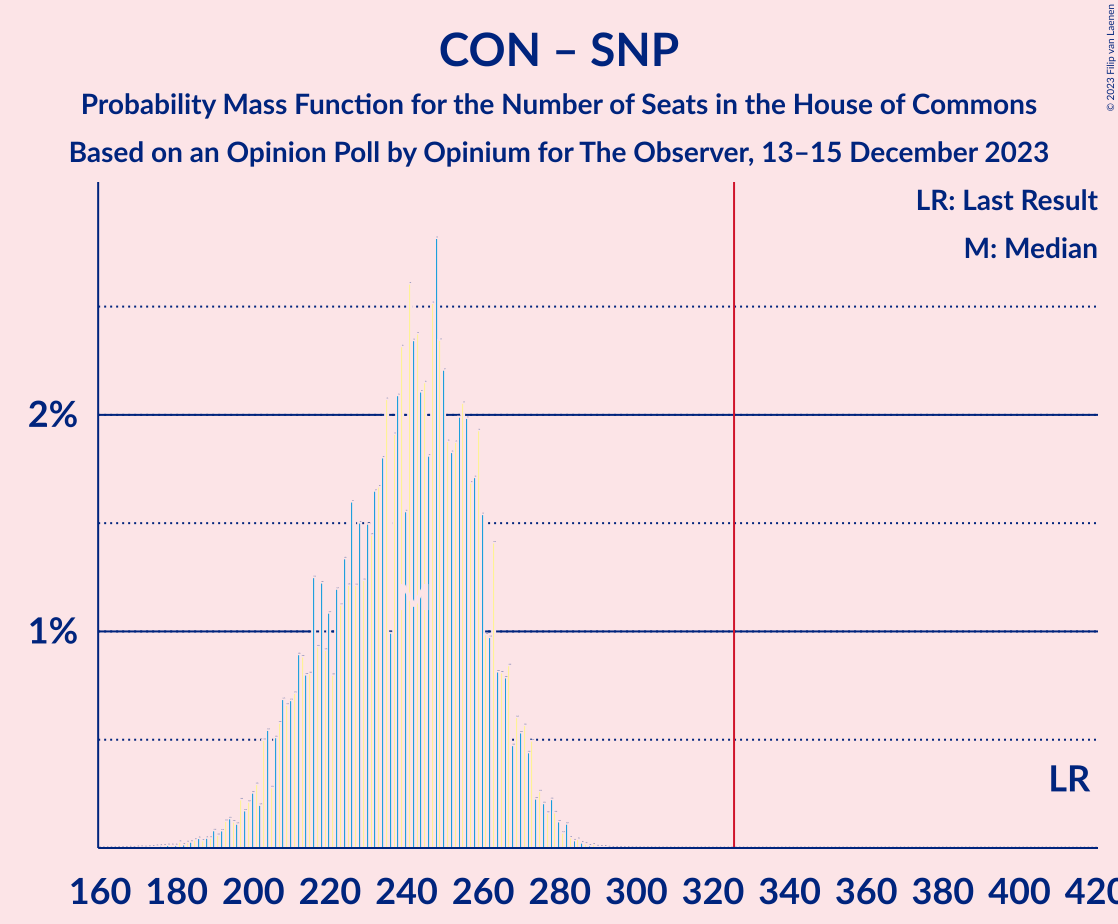 CON – SNP
Probability Mass Function for the Number of Seats in the House of Commons
Based on an Opinion Poll by Opinium for The Observer, 13–15 December 2023
© 2023 Filip van Laenen
LR: Last Result
M: Median
2%
1%
LR
160 180 200 220 240 260 280 300 320 340 360 380 400 420